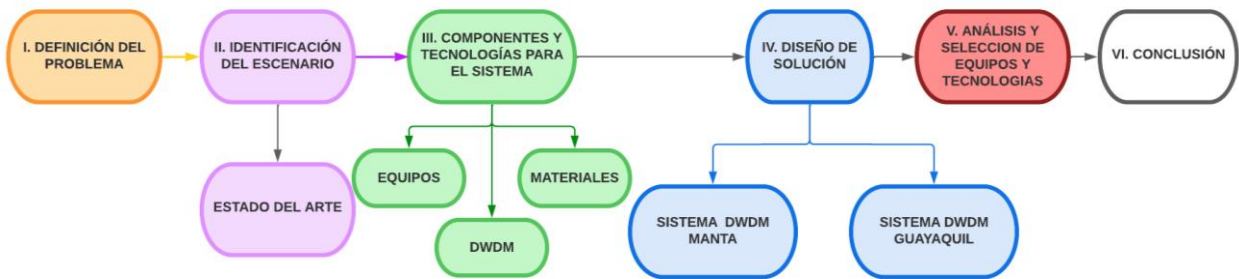 I. DEFINICIÓN DEL
PROBLEMA
II. IDENTIFICACIÓN
DEL ESCENARIO
III. COMPONENTES Y
TECNOLOGÍAS PARA
EL SISTEMA
IV. DISEÑO DE
SOLUCIÓN
V. ANÁLISIS Y
SELECCION DE
EQUIPOS Y
TECNOLOGIAS
VI. CONCLUSIÓN
ESTADO DEL ARTE
EQUIPOS
DWDM
MATERIALES
SISTEMA DWDM
MANTA
SISTEMA DWDM
GUAYAQUIL